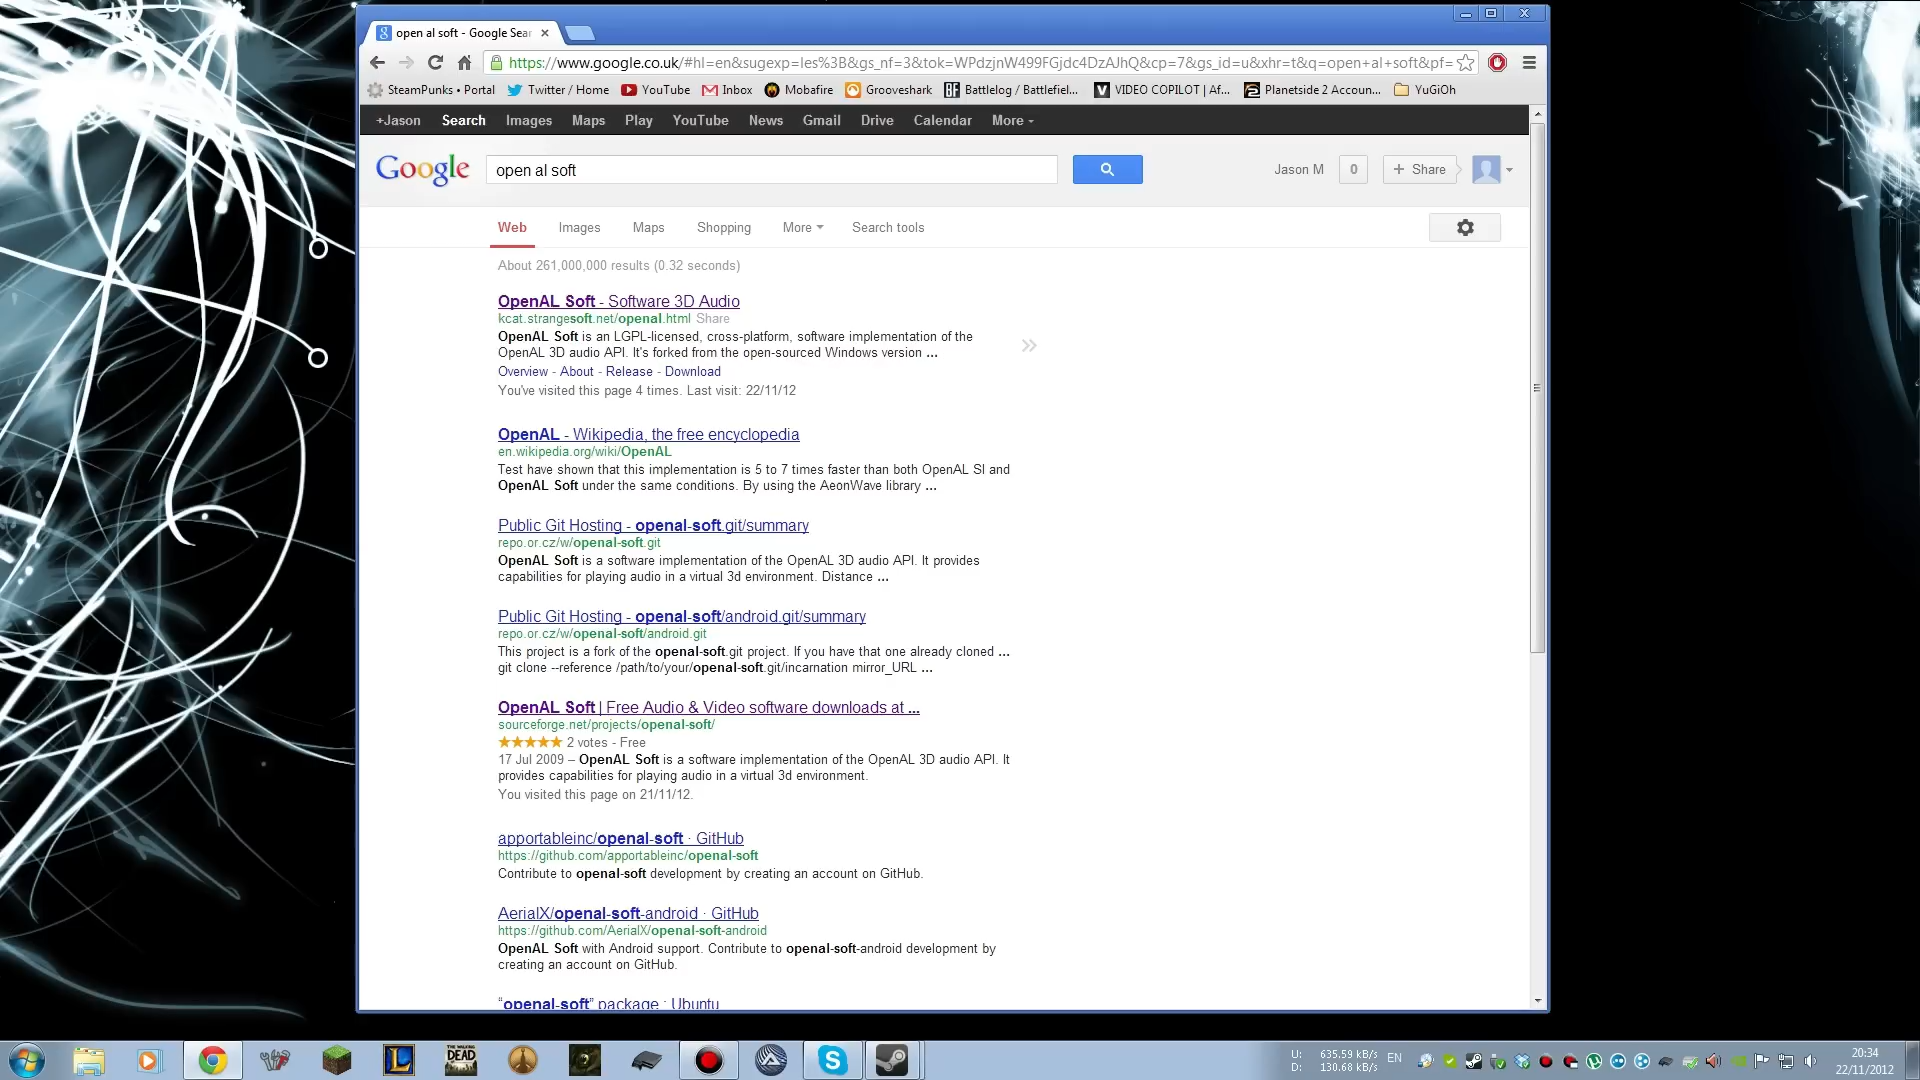 open al soft - Google Sear
https://www.google.co.uk/#hl=en&sugexp=les%3B&gs_nf=3&tok=WPdzjnW499FGjdc4DzAJhQ&cp=7&gs_id=u&xhr=t&q=open+al+soft&pf=
SteamPunks • Portal Twitter / Home YouTube Inbox Mobafire Grooveshark Battlelog / Battlefiel... VIDEO COPILOT | Af... Planetside 2 Accoun... YuGiOh
+Jason Search Images Maps Play YouTube News Gmail Drive Calendar More
Google open al soft Jason M 0 + Share
Web Images Maps Shopping More Search tools
About 261,000,000 results (0.32 seconds)
OpenAL Soft - Software 3D Audio
kcat.strangesoft.net/openal.html Share
OpenAL Soft is an LGPL-licensed, cross-platform, software implementation of the
OpenAL 3D audio API. It's forked from the open-sourced Windows version ...
Overview - About - Release - Download
You've visited this page 4 times. Last visit: 22/11/12
OpenAL - Wikipedia, the free encyclopedia
en.wikipedia.org/wiki/OpenAL
Test have shown that this implementation is 5 to 7 times faster than both OpenAL SI and
OpenAL Soft under the same conditions. By using the AeonWave library ...
Public Git Hosting - openal-soft.git/summary
repo.or.cz/w/openal-soft.git
OpenAL Soft is a software implementation of the OpenAL 3D audio API. It provides
capabilities for playing audio in a virtual 3d environment. Distance ...
Public Git Hosting - openal-soft/android.git/summary
repo.or.cz/w/openal-soft/android.git
This project is a fork of the openal-soft.git project. If you have that one already cloned ...
git clone --reference /path/to/your/openal-soft.git/incarnation mirror_URL ...
OpenAL Soft | Free Audio & Video software downloads at ...
sourceforge.net/projects/openal-soft/
★★★★★ 2 votes - Free
17 Jul 2009 – OpenAL Soft is a software implementation of the OpenAL 3D audio API. It
provides capabilities for playing audio in a virtual 3d environment.
You visited this page on 21/11/12.
apportableinc/openal-soft · GitHub
https://github.com/apportableinc/openal-soft
Contribute to openal-soft development by creating an account on GitHub.
AerialX/openal-soft-android · GitHub
https://github.com/AerialX/openal-soft-android
OpenAL Soft with Android support. Contribute to openal-soft-android development by
creating an account on GitHub.
“openal-soft” package : Ubuntu
THE WALKING DEAD
U: 635.59 kB/s EN 20:34
D: 130.68 kB/s 22/11/2012